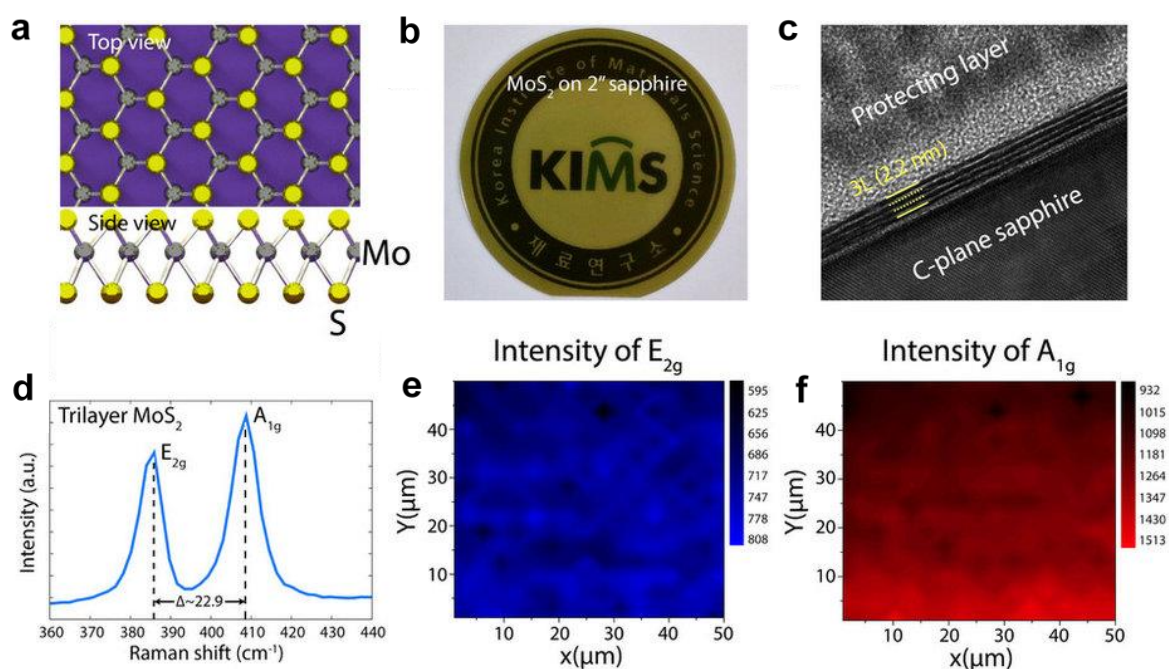 a
Top view
Side view
Mo
S
b
MoS₂ on 2" sapphire
Korea Institute of Materials Science
KIMS
재료연구소
c
Protecting layer
3L (2.2 nm)
C-plane sapphire
d
Trilayer MoS₂
E₂g
A₁g
Δ~22.9
Intensity (a.u.)
360 370 380 390 400 410 420 430 440
Raman shift (cm⁻¹)
e
Intensity of E₂g
Y(μm)
40
30
20
10
10 20 30 40 50
x(μm)
595
625
656
686
717
747
778
808
f
Intensity of A₁g
Y(μm)
40
30
20
10
10 20 30 40 50
x(μm)
932
1015
1098
1181
1264
1347
1430
1513